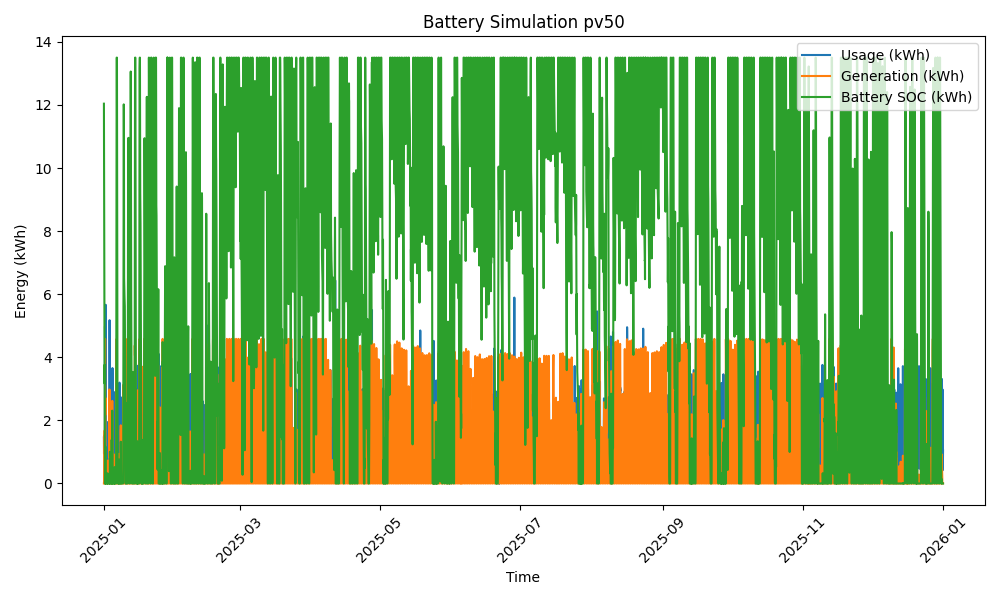 Battery Simulation pv50
14
12
10
8
6
4
2
0
Energy (kWh)
Usage (kWh)
Generation (kWh)
Battery SOC (kWh)
2025-01
2025-03
2025-05
2025-07
2025-09
2025-11
2026-01
Time